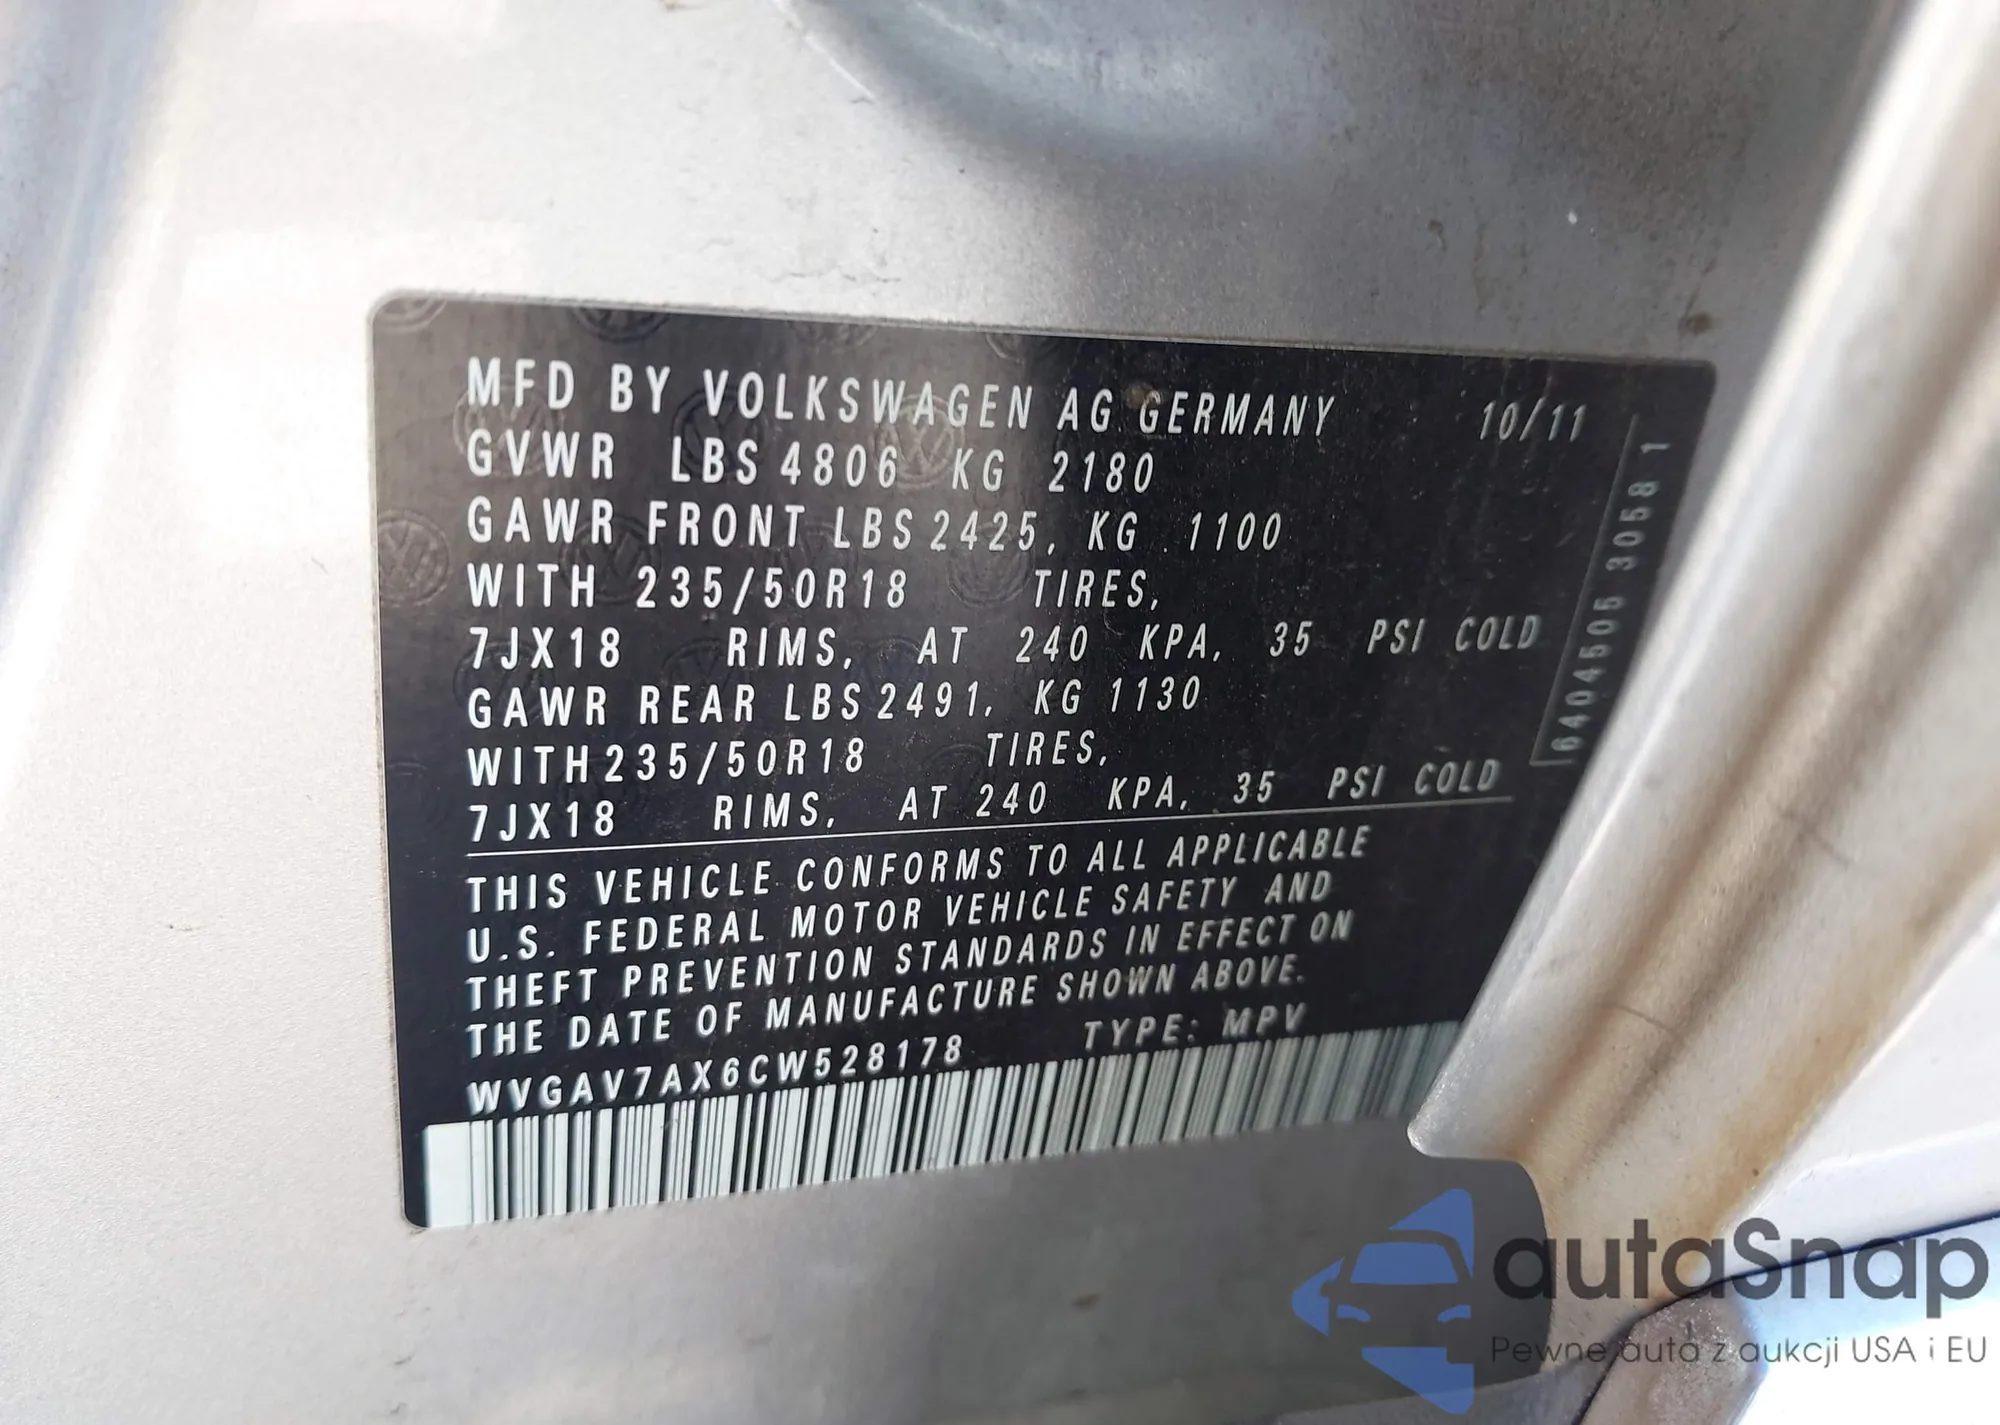 MFD BY VOLKSWAGEN AG GERMANY 10/11
GVWR LBS 4806 KG 2180
GAWR FRONT LBS 2425, KG 1100
WITH 235/50R18 TIRES,
7JX18 RIMS, AT 240 KPA, 35 PSI COLD
GAWR REAR LBS 2491, KG 1130
WITH 235/50R18 TIRES,
7JX18 RIMS, AT 240 KPA, 35 PSI COLD
THIS VEHICLE CONFORMS TO ALL APPLICABLE
U.S. FEDERAL MOTOR VEHICLE SAFETY AND
THEFT PREVENTION STANDARDS IN EFFECT ON
THE DATE OF MANUFACTURE SHOWN ABOVE.
WVGAV7AX6CW528178 TYPE: MPV
6404505 3058 1
autaSnap
Pewne auta z aukcji USA i EU